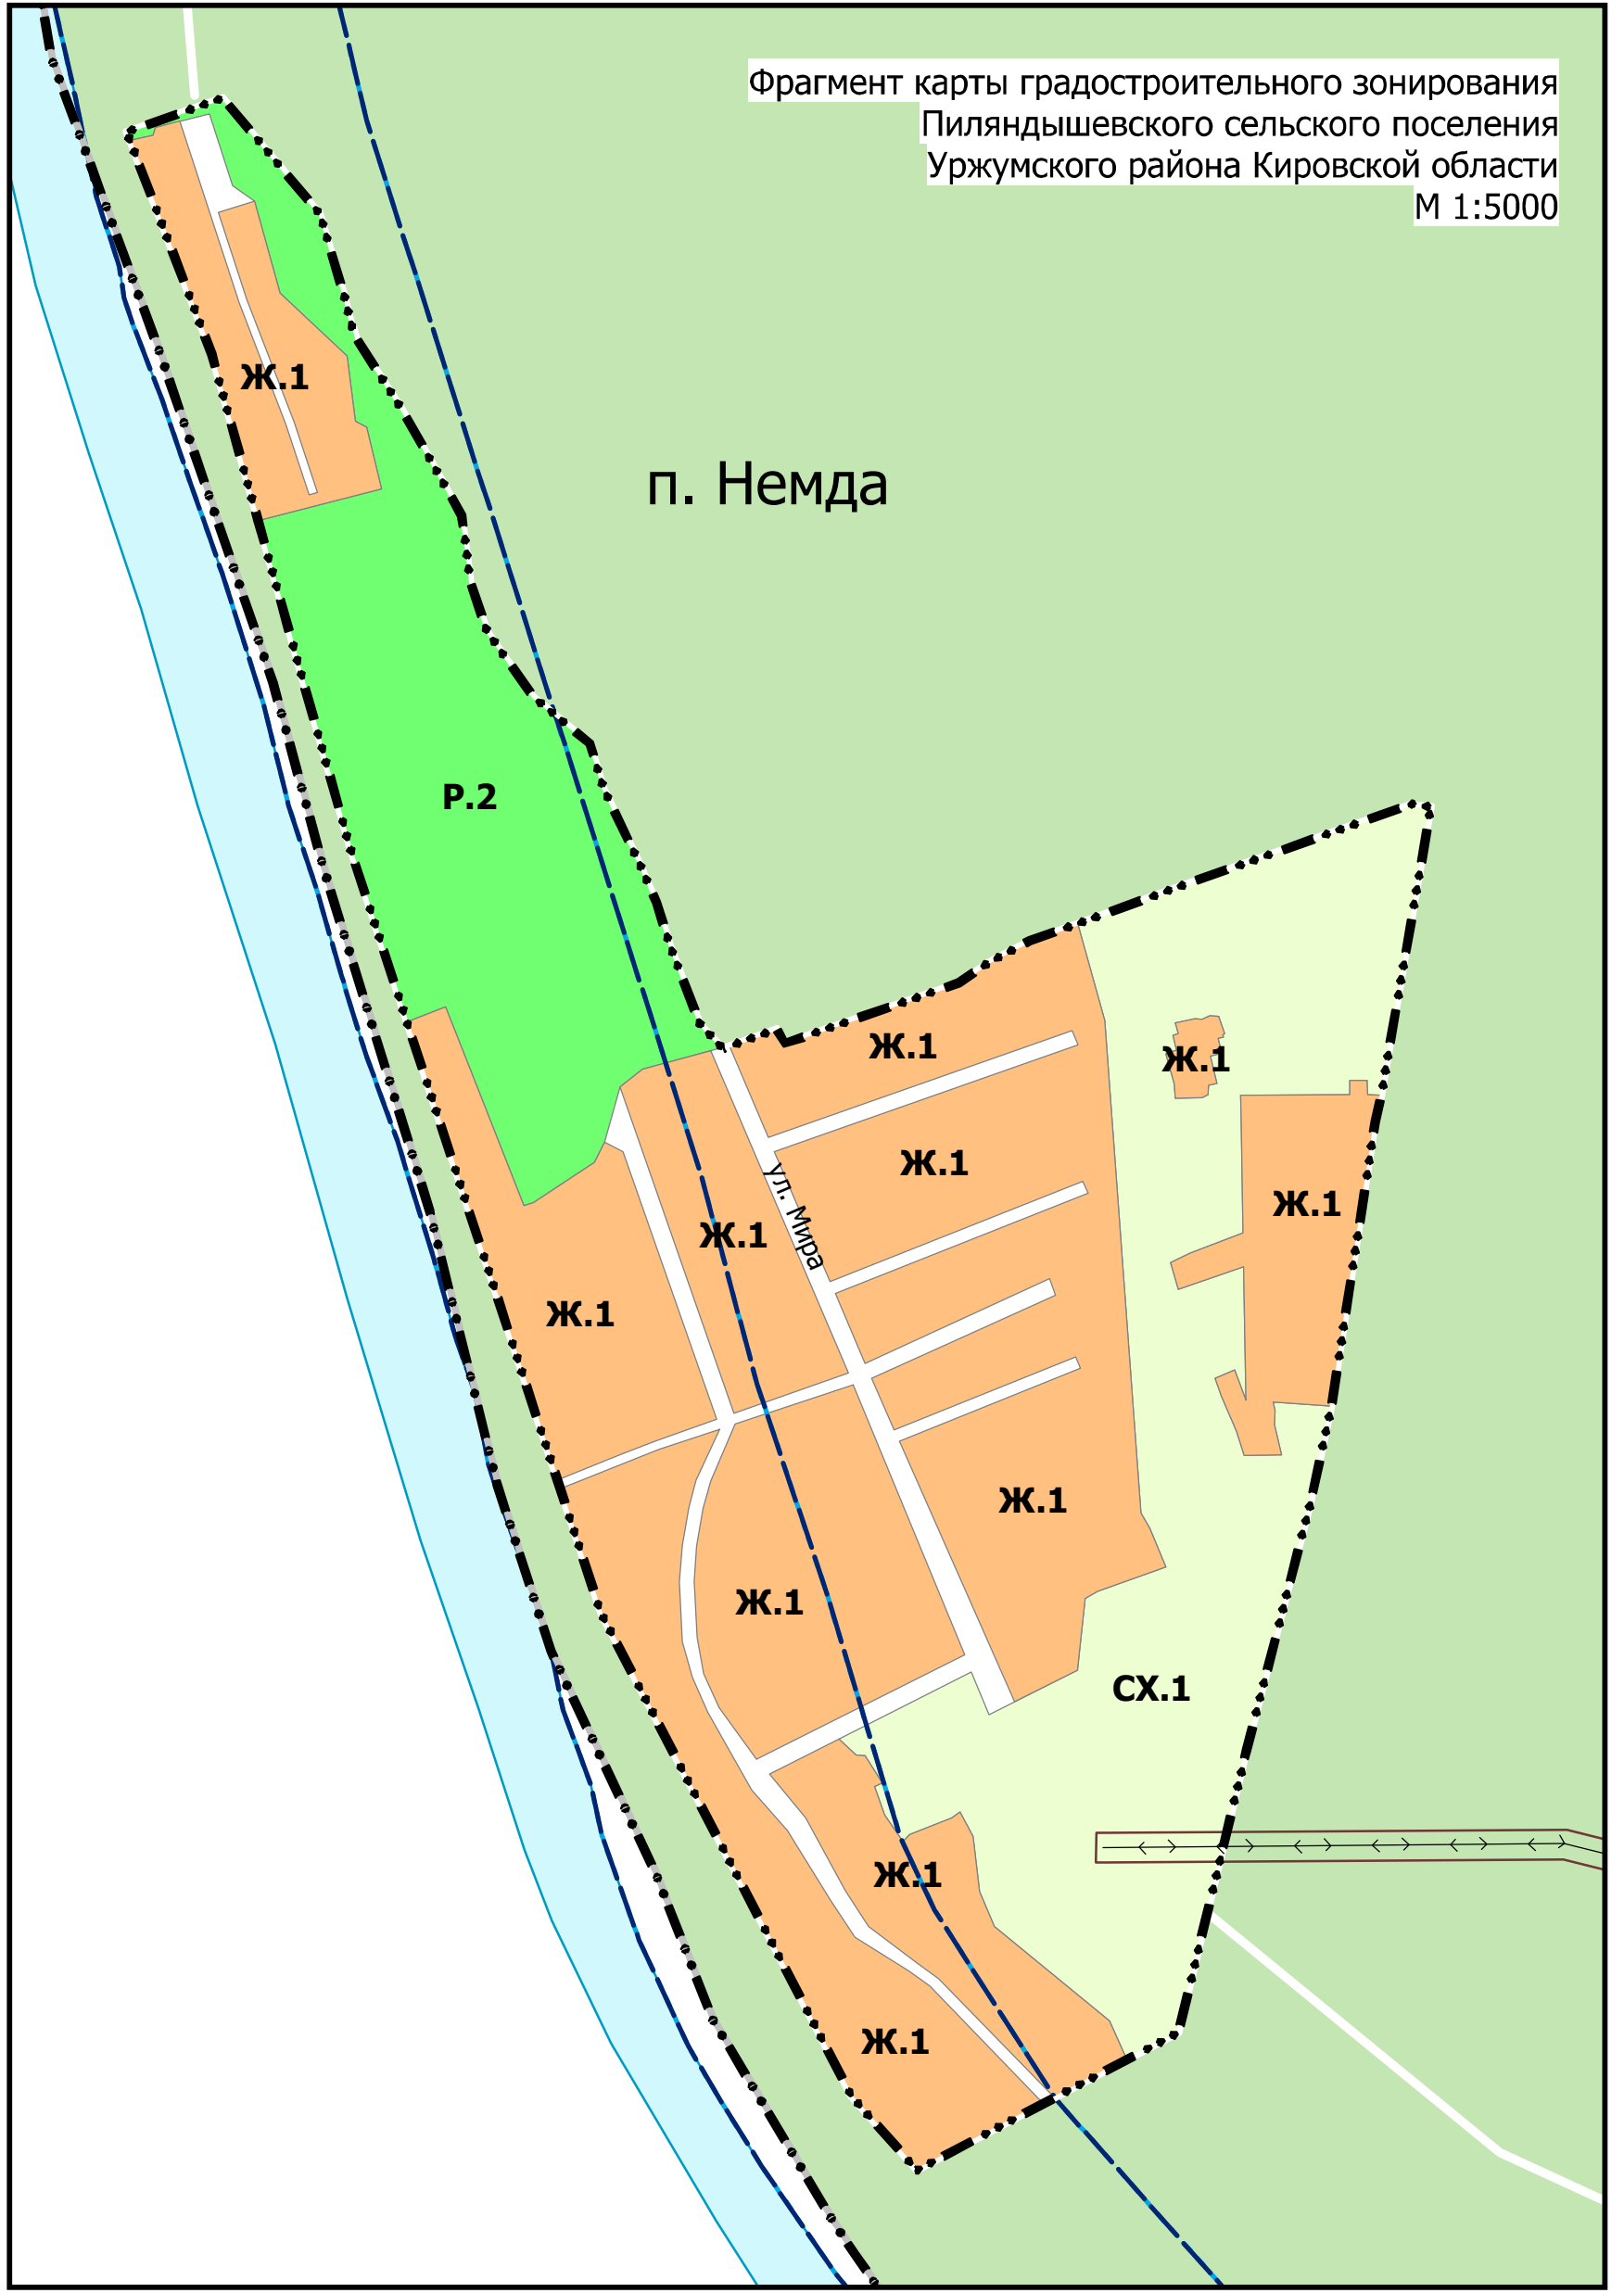 Фрагмент карты градостроительного зонирования
Пиляндышевского сельского поселения
Уржумского района Кировской области
М 1:5000
Ж.1
п. Немда
Р.2
Ж.1
Ж.1
Ж.1
Ж.1
ул. Мира
Ж.1
Ж.1
Ж.1
Ж.1
Ж.1
СХ.1
Ж.1
Ж.1